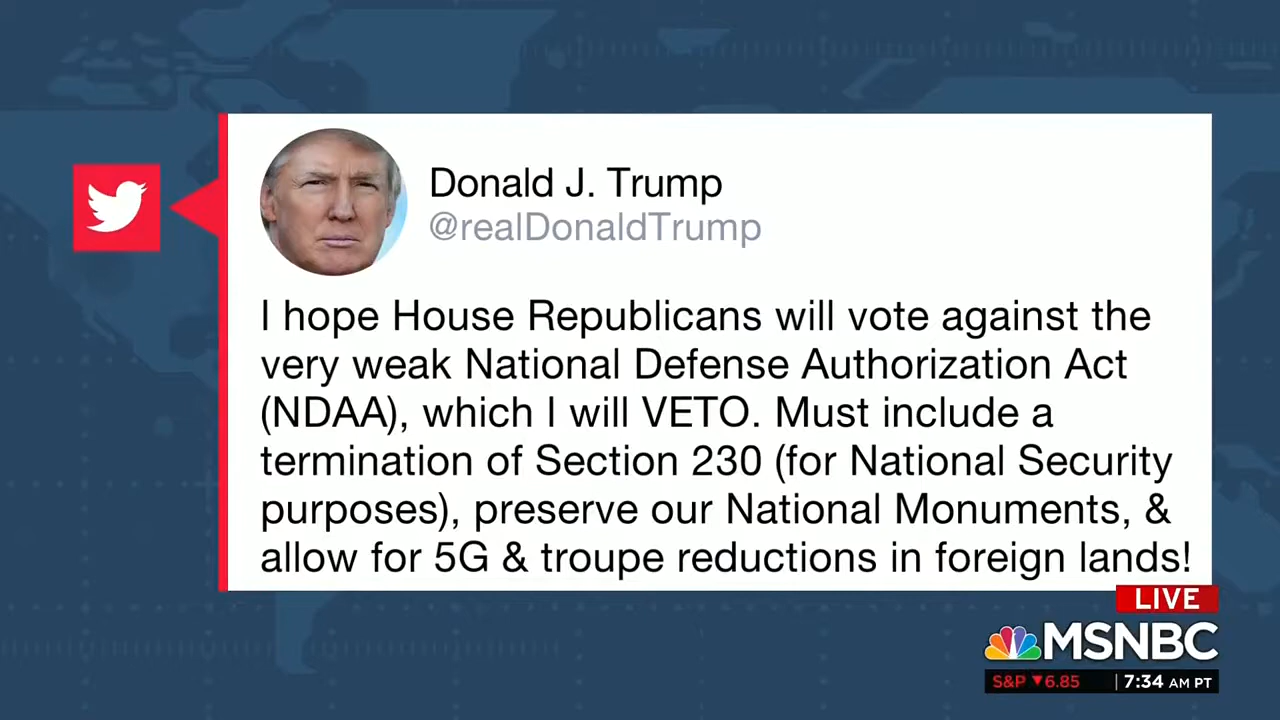 Donald J. Trump
@realDonaldTrump
I hope House Republicans will vote against the
very weak National Defense Authorization Act
(NDAA), which I will VETO. Must include a
termination of Section 230 (for National Security
purposes), preserve our National Monuments, &
allow for 5G & troupe reductions in foreign lands!
LIVE
MSNBC
S&P ▼6.85 | 7:34 AM PT